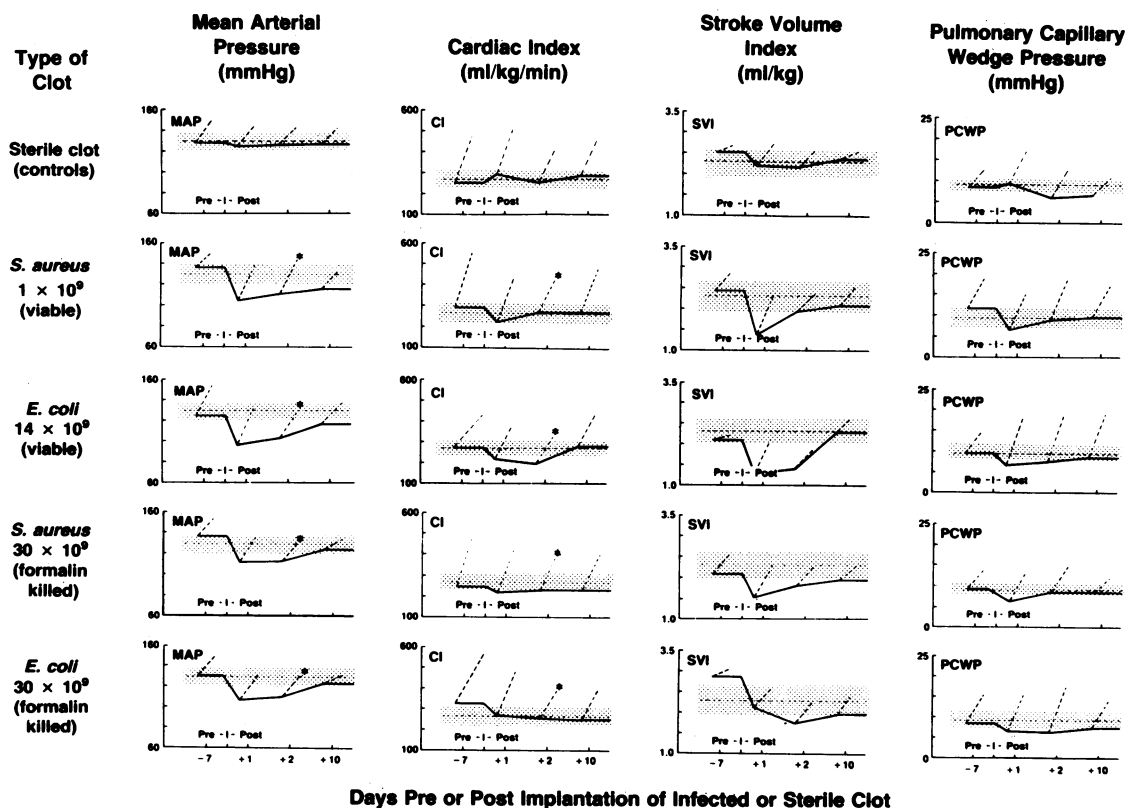 Type of
Clot
Mean Arterial
Pressure
(mmHg)
Cardiac Index
(ml/kg/min)
Stroke Volume
Index
(ml/kg)
Pulmonary Capillary
Wedge Pressure
(mmHg)
Sterile clot
(controls)
160
MAP
60
Pre -I- Post
600
CI
100
Pre -I- Post
3.5
SVI
1.0
Pre -I- Post
25
PCWP
0
Pre -I- Post
S. aureus
1 × 10⁹
(viable)
160
MAP
*
60
Pre -I- Post
600
CI
*
100
Pre -I- Post
3.5
SVI
1.0
Pre -I- Post
25
PCWP
0
Pre -I- Post
E. coli
14 × 10⁹
(viable)
160
MAP
*
60
Pre -I- Post
600
CI
*
100
Pre -I- Post
3.5
SVI
1.0
Pre -I- Post
25
PCWP
0
Pre -I- Post
S. aureus
30 × 10⁹
(formalin
killed)
160
MAP
*
60
Pre -I- Post
600
CI
*
100
Pre -I- Post
3.5
SVI
1.0
Pre -I- Post
25
PCWP
0
Pre -I- Post
E. coli
30 × 10⁹
(formalin
killed)
160
MAP
*
60
Pre -I- Post
600
CI
*
100
Pre -I- Post
3.5
SVI
1.0
Pre -I- Post
25
PCWP
0
Pre -I- Post
-7 +1 +2 +10
-7 +1 +2 +10
-7 +1 +2 +10
-7 +1 +2 +10
Days Pre or Post Implantation of Infected or Sterile Clot